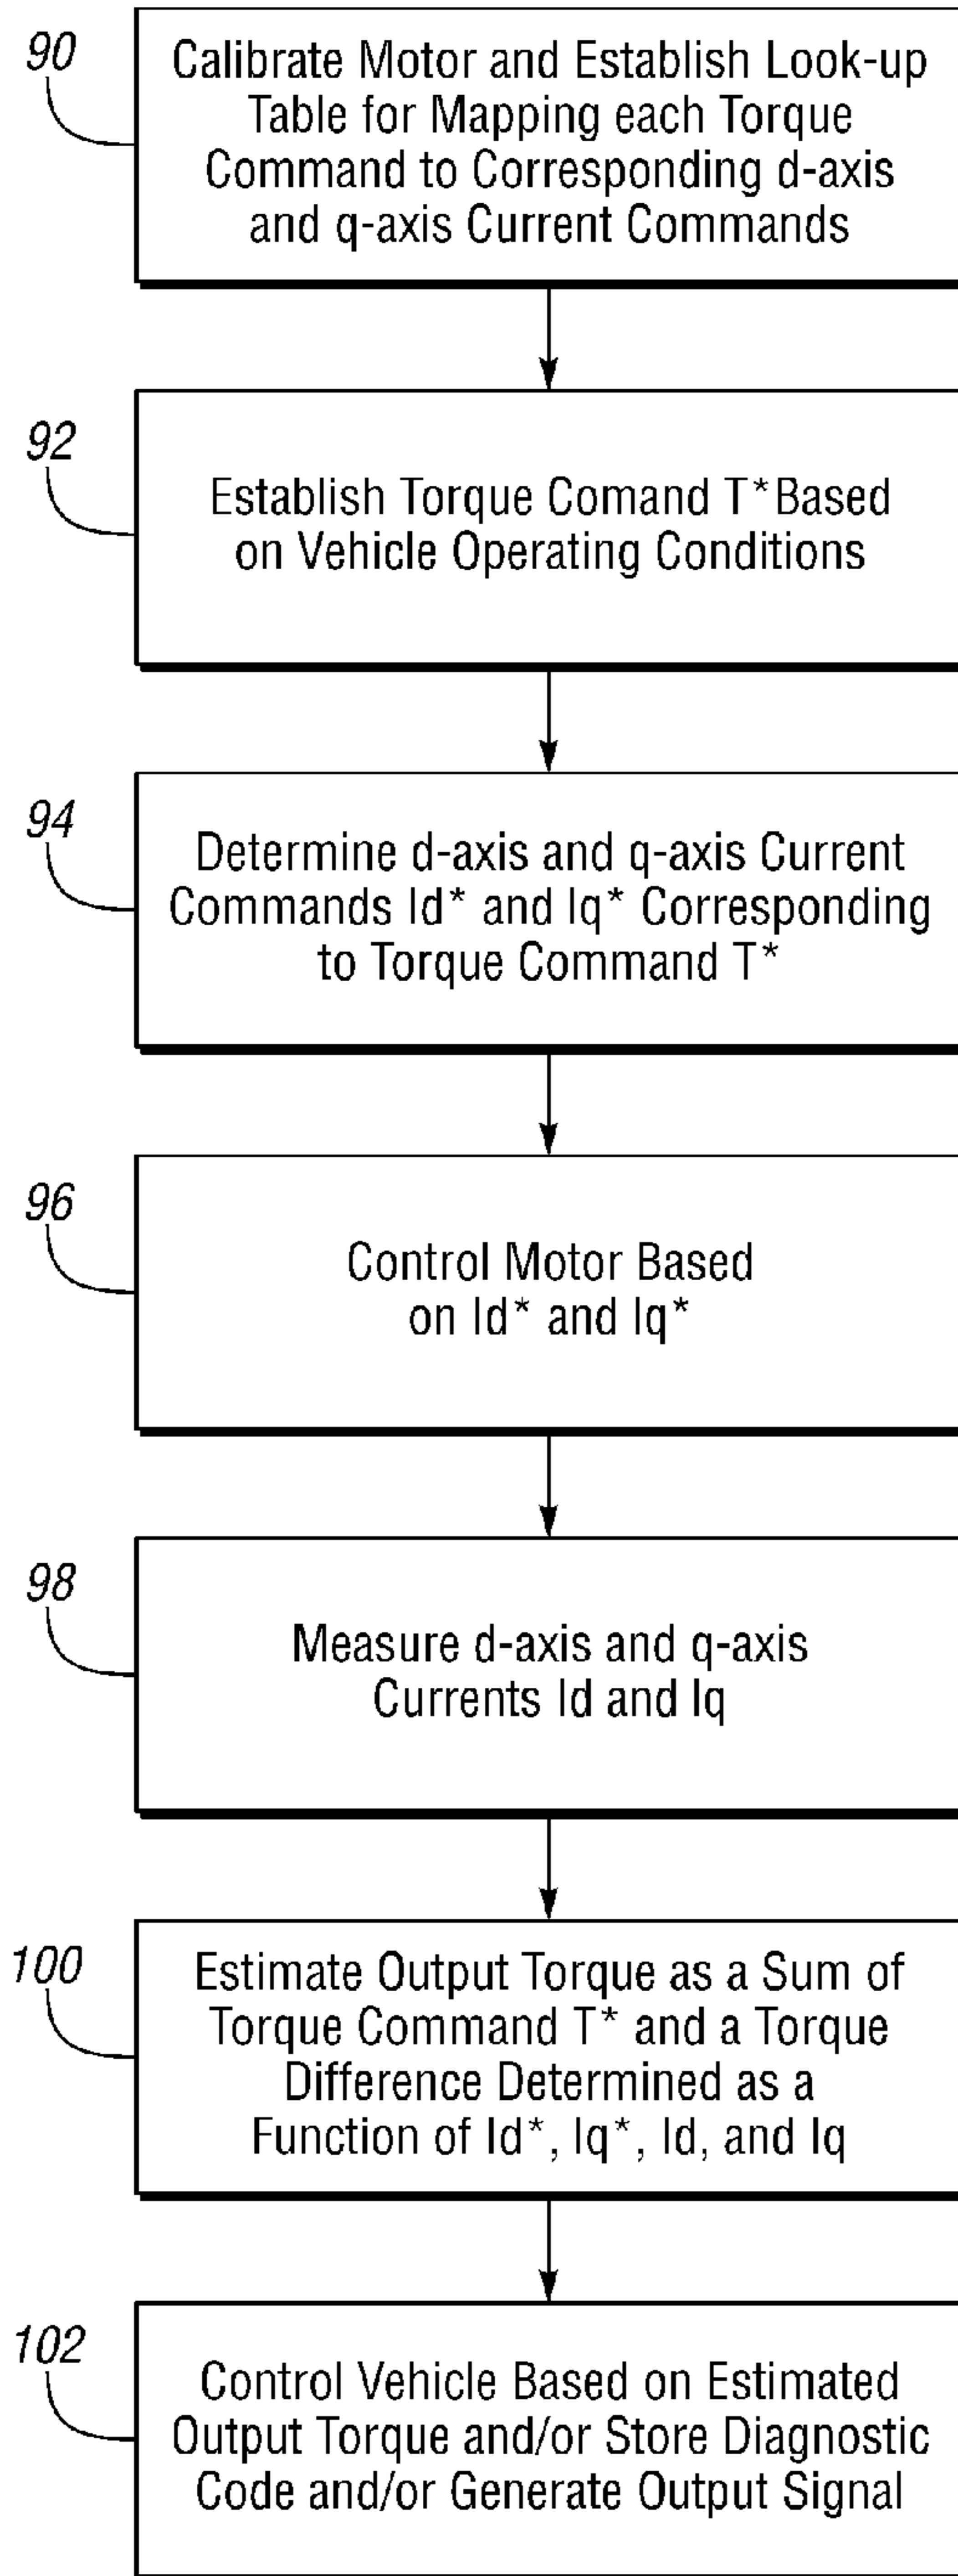 90
Calibrate Motor and Establish Look-up
Table for Mapping each Torque
Command to Corresponding d-axis
and q-axis Current Commands
92
Establish Torque Comand T*Based
on Vehicle Operating Conditions
94
Determine d-axis and q-axis Current
Commands Id* and Iq* Corresponding
to Torque Command T*
96
Control Motor Based
on Id* and Iq*
98
Measure d-axis and q-axis
Currents Id and Iq
100
Estimate Output Torque as a Sum of
Torque Command T* and a Torque
Difference Determined as a
Function of Id*, Iq*, Id, and Iq
102
Control Vehicle Based on Estimated
Output Torque and/or Store Diagnostic
Code and/or Generate Output Signal